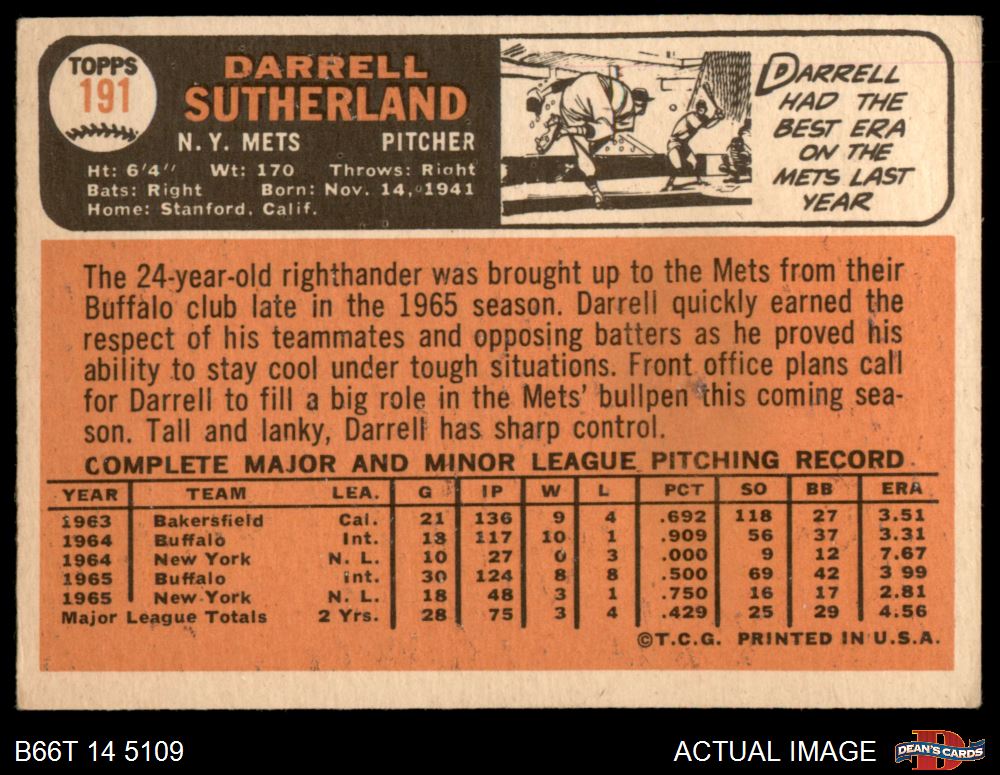 TOPPS
191
DARRELL
SUTHERLAND
N. Y. METS PITCHER
Ht: 6'4" Wt: 170 Throws: Right
Bats: Right Born: Nov. 14, 1941
Home: Stanford, Calif.
DARRELL
HAD THE
BEST ERA
ON THE
METS LAST
YEAR
The 24-year-old righthander was brought up to the Mets from their
Buffalo club late in the 1965 season. Darrell quickly earned the
respect of his teammates and opposing batters as he proved his
ability to stay cool under tough situations. Front office plans call
for Darrell to fill a big role in the Mets' bullpen this coming sea-
son. Tall and lanky, Darrell has sharp control.
COMPLETE MAJOR AND MINOR LEAGUE PITCHING RECORD
YEAR TEAM LEA. G IP W L PCT SO BB ERA
1963 Bakersfield Cal. 21 136 9 4 .692 118 27 3.51
1964 Buffalo Int. 18 117 10 1 .909 56 37 3.31
1964 New York N. L. 10 27 0 3 .000 9 12 7.67
1965 Buffalo Int. 30 124 8 8 .500 69 42 3 99
1965 New York N. L. 18 48 3 1 .750 16 17 2.81
Major League Totals 2 Yrs. 28 75 3 4 .429 25 29 4.56
©T.C.G. PRINTED IN U.S.A.
B66T 14 5109 ACTUAL IMAGE DEAN'S CARDS